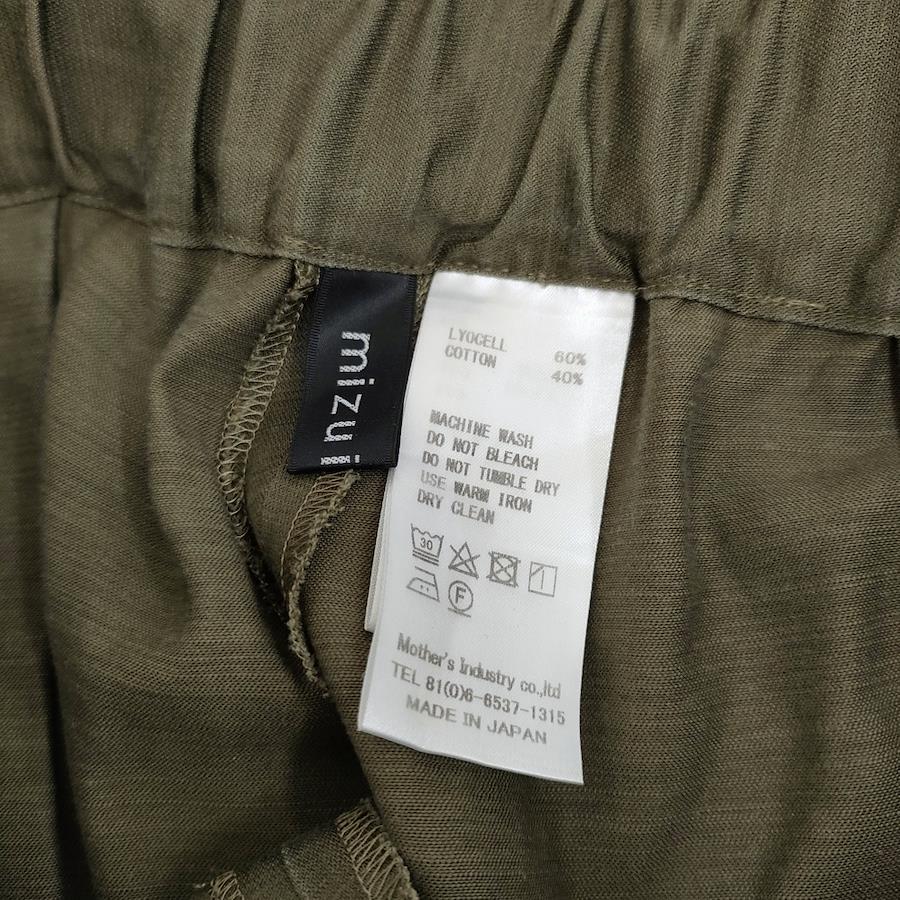 mizui
LYOCELL 60%
COTTON 40%
MACHINE WASH
DO NOT BLEACH
DO NOT TUMBLE DRY
USE WARM IRON
DRY CLEAN
30
F
Mother's Industry co.,ltd
TEL 81(0)6-6537-1315
MADE IN JAPAN